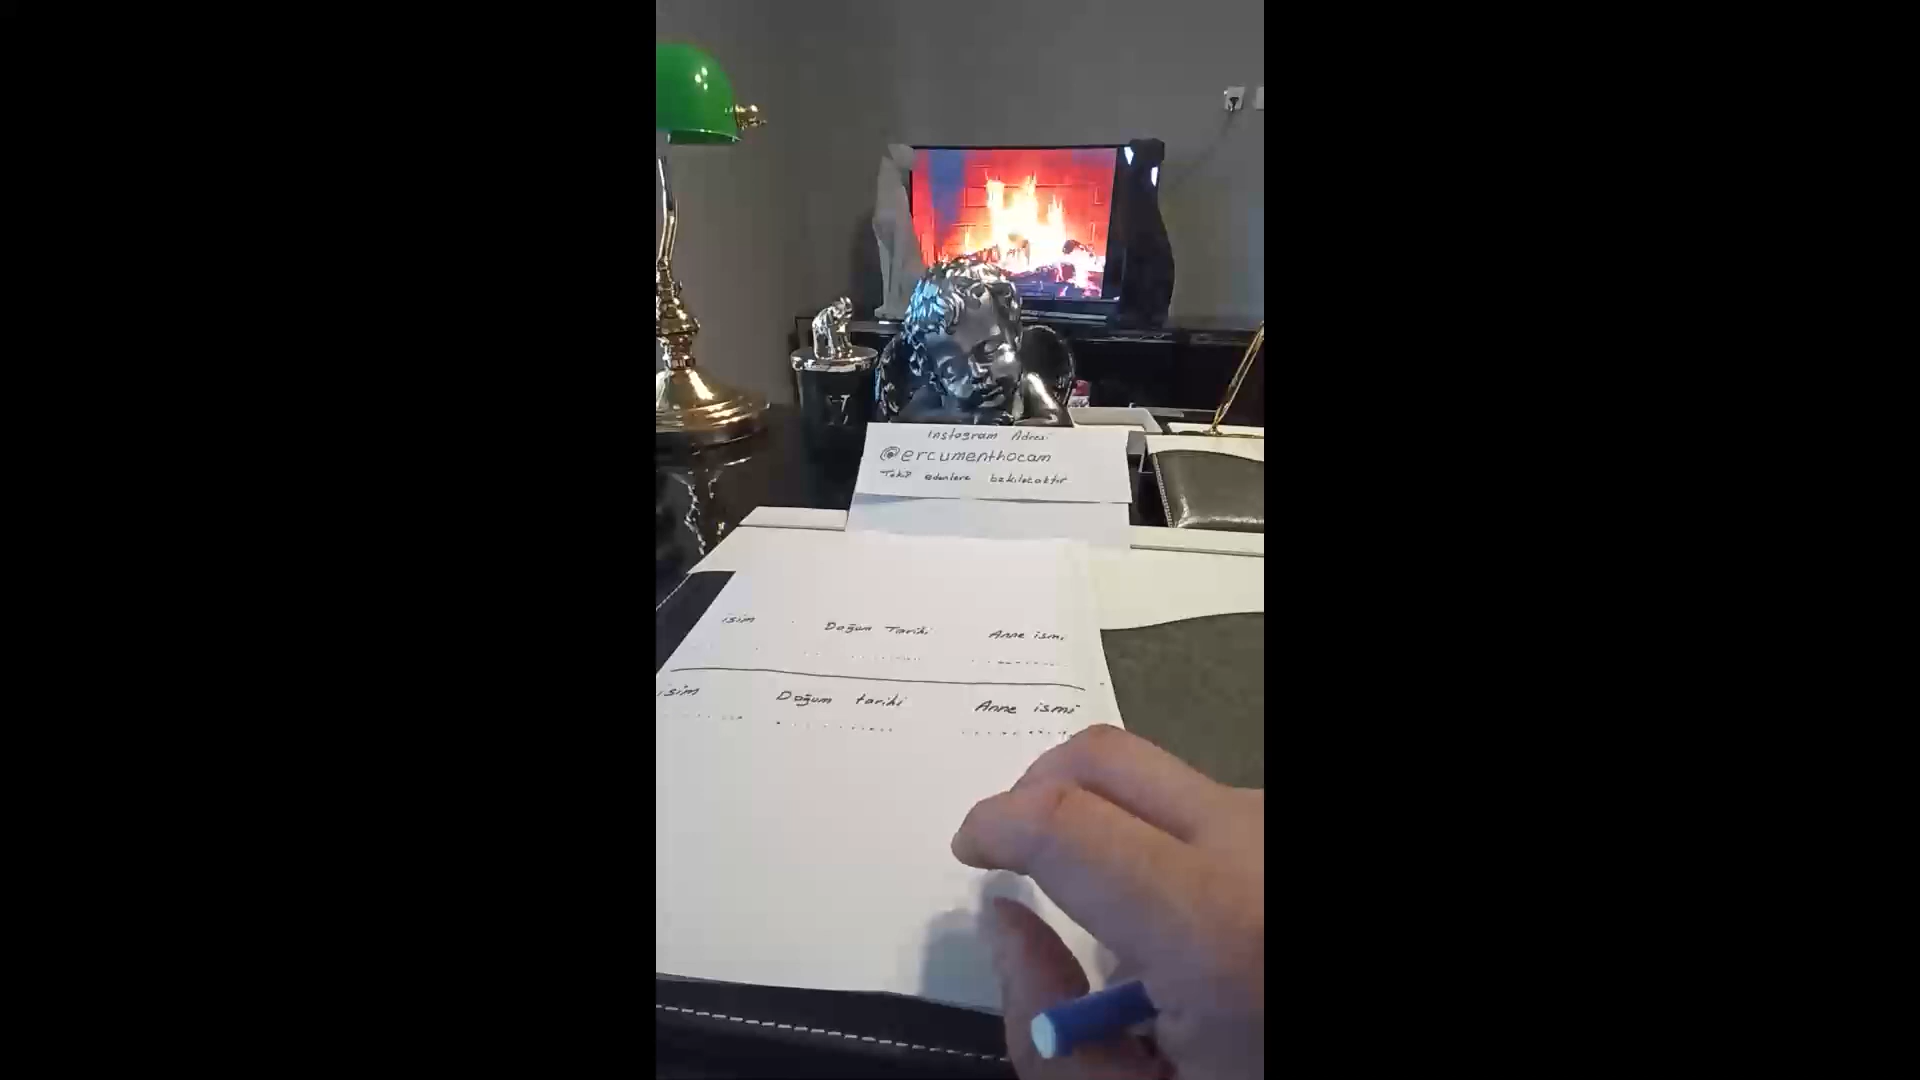 instagram Adresi
@ercumenthocam
Takip edenlere bakılacaktır
isim Doğum Tarihi Anne ismi
isim Doğum tarihi Anne ismi